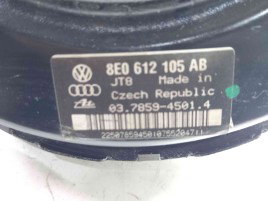 8E0 612 105 AB
JT8 Made in
Czech Republic
03.7859-4501.4